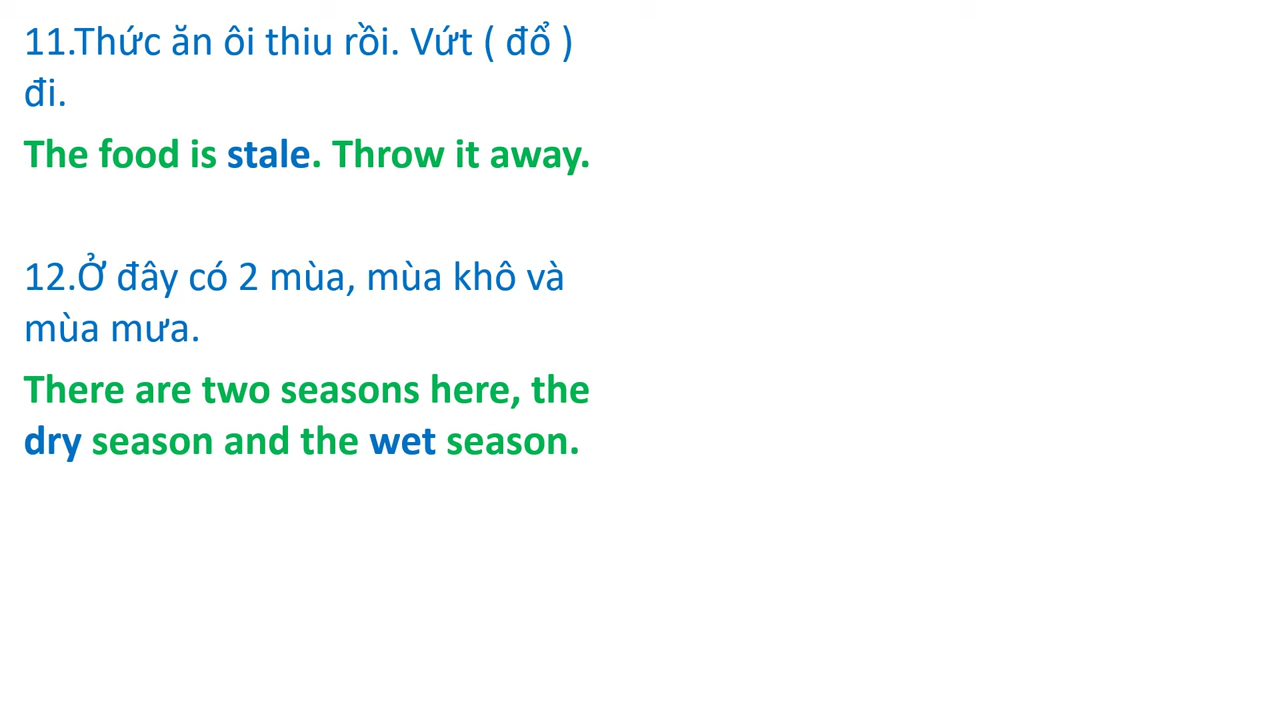 11.Thức ăn ôi thiu rồi. Vứt ( đổ )
đi.
The food is stale. Throw it away.
12.Ở đây có 2 mùa, mùa khô và
mùa mưa.
There are two seasons here, the
dry season and the wet season.